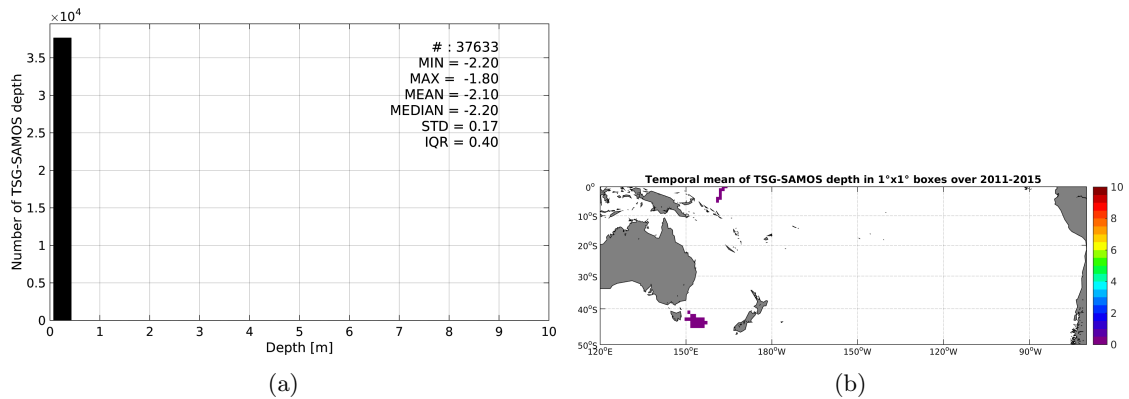 ×10⁴
3.5
3
2.5
2
1.5
1
0.5
0
Number of TSG-SAMOS depth
# : 37633
MIN = -2.20
MAX = -1.80
MEAN = -2.10
MEDIAN = -2.20
STD = 0.17
IQR = 0.40
0 1 2 3 4 5 6 7 8 9 10
Depth [m]
(a)
Temporal mean of TSG-SAMOS depth in 1°x1° boxes over 2011-2015
0°
10°S
20°S
30°S
40°S
50°S
120°E 150°E 180°W 150°W 120°W 90°W
10
8
6
4
2
0
(b)